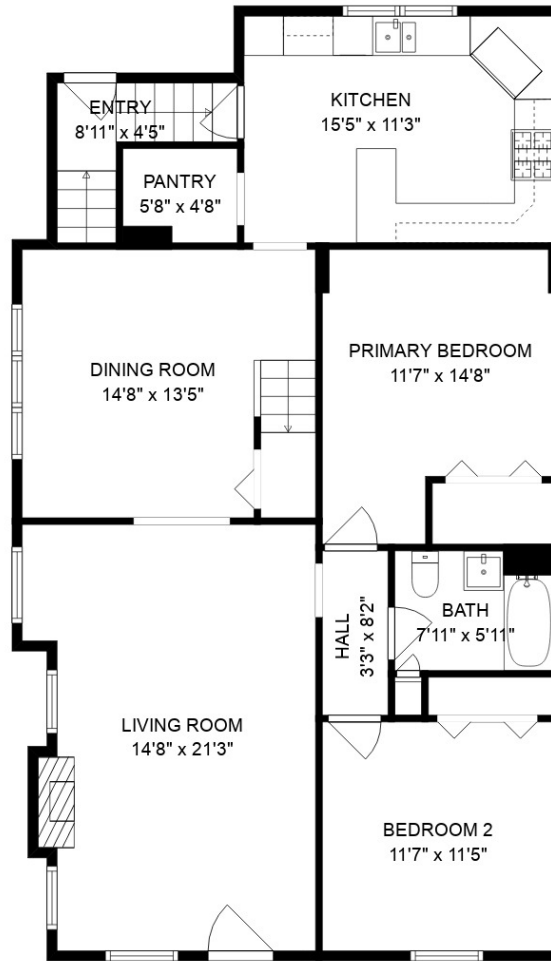 ENTRY
8'11" x 4'5"
KITCHEN
15'5" x 11'3"
PANTRY
5'8" x 4'8"
DINING ROOM
14'8" x 13'5"
PRIMARY BEDROOM
11'7" x 14'8"
HALL
3'3" x 8'2"
BATH
7'11" x 5'11"
LIVING ROOM
14'8" x 21'3"
BEDROOM 2
11'7" x 11'5"